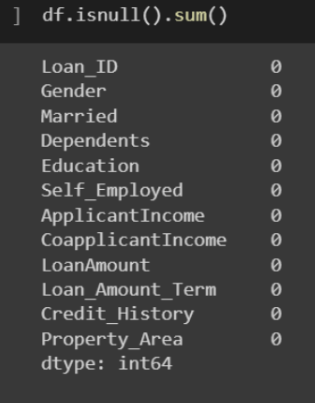 ] df.isnull().sum()
Loan_ID 0
Gender 0
Married 0
Dependents 0
Education 0
Self_Employed 0
ApplicantIncome 0
CoapplicantIncome 0
LoanAmount 0
Loan_Amount_Term 0
Credit_History 0
Property_Area 0
dtype: int64